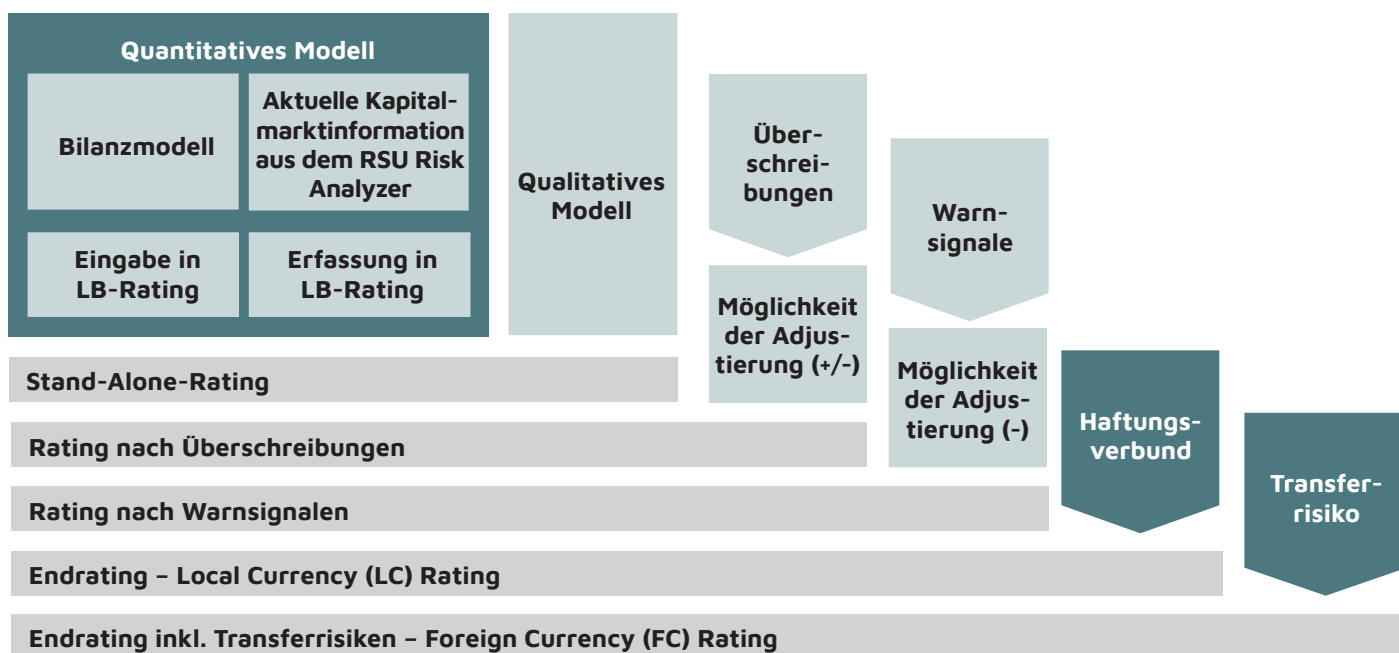 Quantitatives Modell
Bilanzmodell
Aktuelle Kapital-
marktinformation
aus dem RSU Risk
Analyzer
Eingabe in
LB-Rating
Erfassung in
LB-Rating
Qualitatives
Modell
Über-
schrei-
bungen
Möglichkeit
der Adjus-
tierung (+/-)
Warn-
signale
Möglichkeit
der Adjus-
tierung (-)
Haftungs-
verbund
Transfer-
risiko
Stand-Alone-Rating
Rating nach Überschreibungen
Rating nach Warnsignalen
Endrating – Local Currency (LC) Rating
Endrating inkl. Transferrisiken – Foreign Currency (FC) Rating